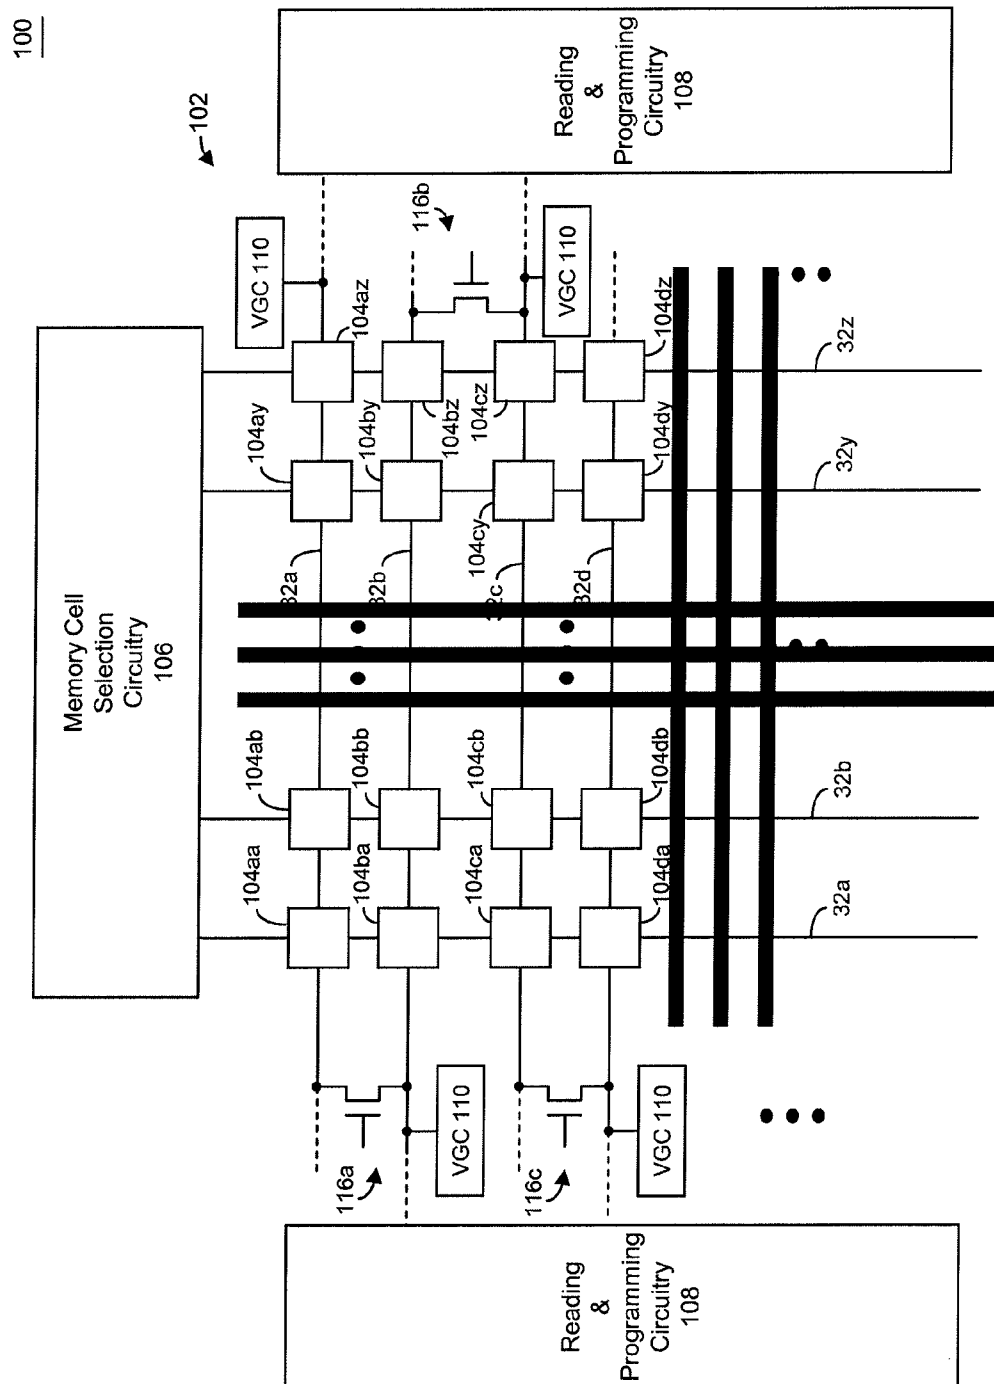 100
Memory Cell
Selection
Circuitry
106
102
VGC 110
104aa
104ab
104ay
104az
32a
116a
104ba
104bb
104by
32b
VGC 110
104bz
116b
104ca
104cb
104cy
104cz
116c
VGC 110
32d
104da
104db
104dy
104dz
VGC 110
32a
32b
32y
32z
Reading
&
Programming
Circuitry
108
Reading
&
Programming
Circuitry
108